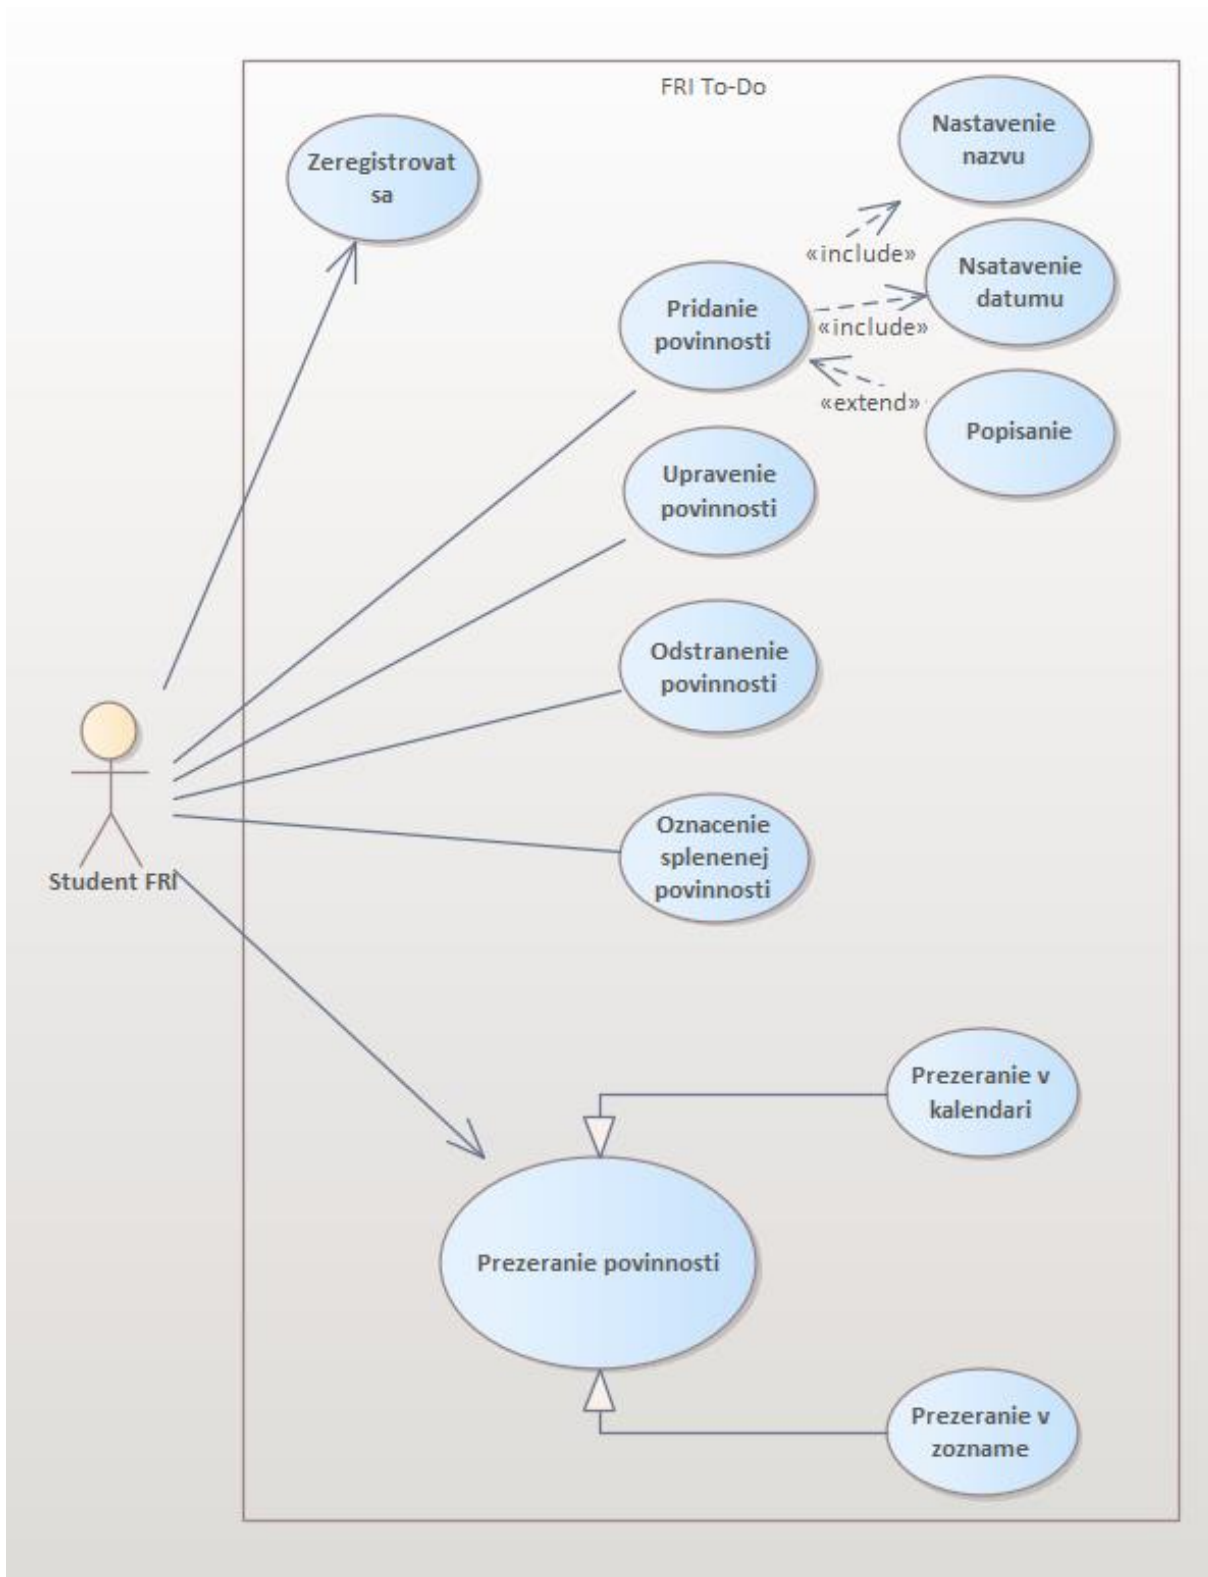 FRI To-Do
Zeregistrovat
sa
Nastavenie
nazvu
«include»
Nsatavenie
datumu
Pridanie
povinnosti
«include»
«extend»
Popisanie
Upravenie
povinnosti
Odstranenie
povinnosti
Oznacenie
splenenej
povinnosti
Student FRI
Prezeranie v
kalendari
Prezeranie povinnosti
Prezeranie v
zozname